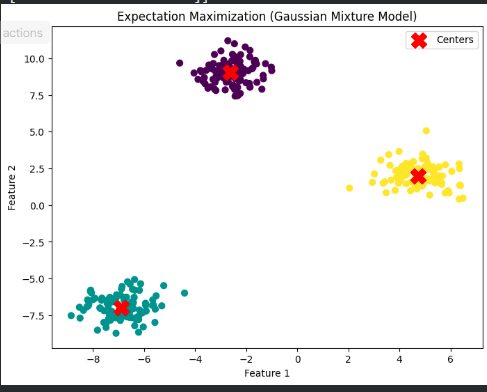 actions
Expectation Maximization (Gaussian Mixture Model)
Centers
10.0
7.5
5.0
2.5
0.0
−2.5
−5.0
−7.5
Feature 2
−8 −6 −4 −2 0 2 4 6
Feature 1